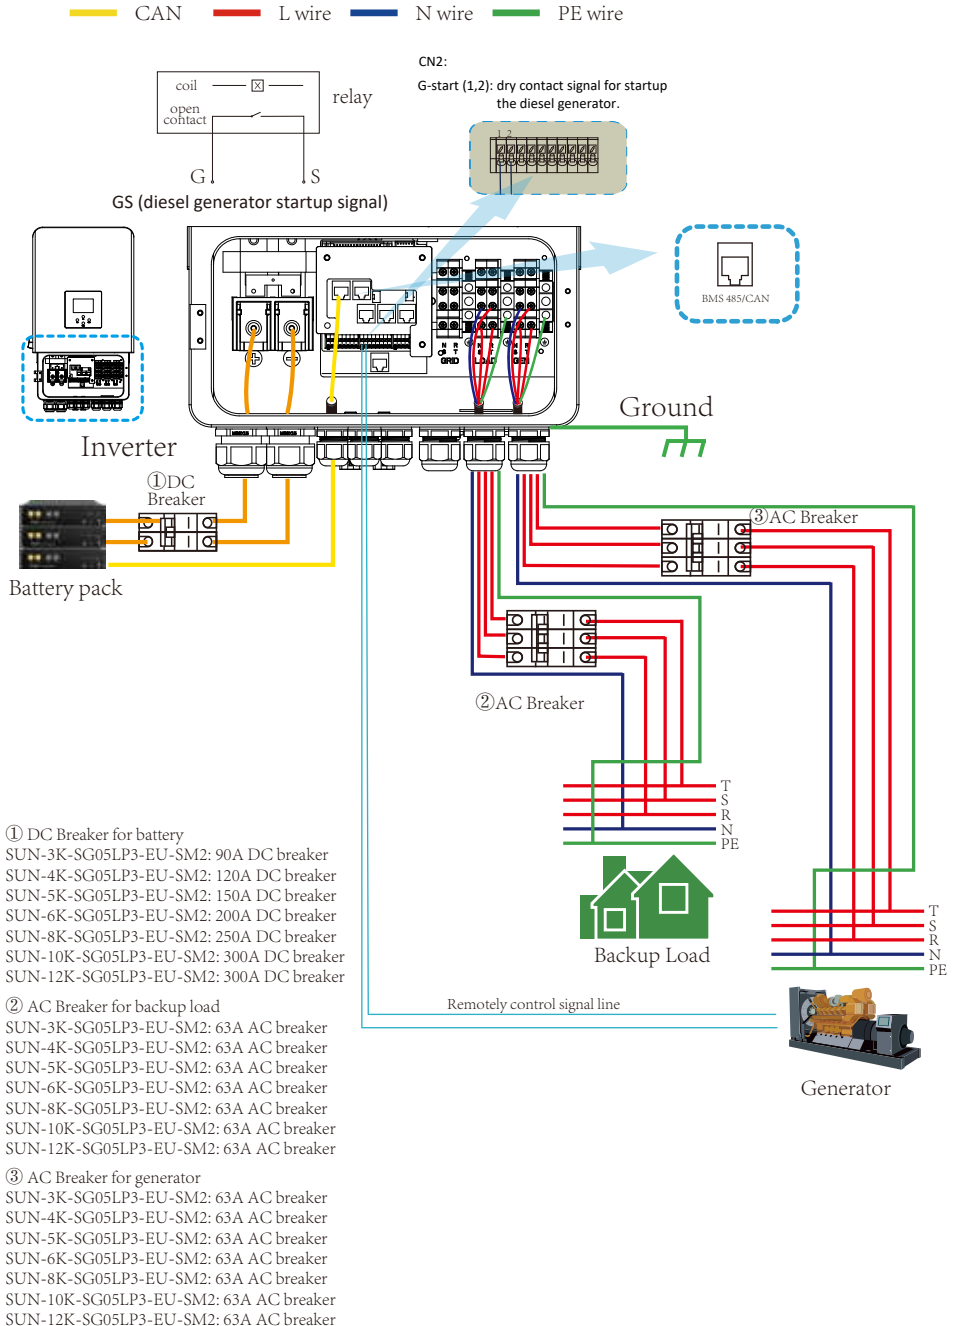 CAN
L wire
N wire
PE wire
CN2:
G-start (1,2): dry contact signal for startup
the diesel generator.
coil
open
contact
relay
1 2
G
S
GS (diesel generator startup signal)
BMS 485/CAN
GRID
LOAD
GEN
Ground
Inverter
①DC
Breaker
③AC Breaker
Battery pack
②AC Breaker
T
S
R
N
PE
① DC Breaker for battery
SUN-3K-SG05LP3-EU-SM2: 90A DC breaker
SUN-4K-SG05LP3-EU-SM2: 120A DC breaker
SUN-5K-SG05LP3-EU-SM2: 150A DC breaker
SUN-6K-SG05LP3-EU-SM2: 200A DC breaker
SUN-8K-SG05LP3-EU-SM2: 250A DC breaker
SUN-10K-SG05LP3-EU-SM2: 300A DC breaker
SUN-12K-SG05LP3-EU-SM2: 300A DC breaker
Backup Load
T
S
R
N
PE
② AC Breaker for backup load
SUN-3K-SG05LP3-EU-SM2: 63A AC breaker
SUN-4K-SG05LP3-EU-SM2: 63A AC breaker
SUN-5K-SG05LP3-EU-SM2: 63A AC breaker
SUN-6K-SG05LP3-EU-SM2: 63A AC breaker
SUN-8K-SG05LP3-EU-SM2: 63A AC breaker
SUN-10K-SG05LP3-EU-SM2: 63A AC breaker
SUN-12K-SG05LP3-EU-SM2: 63A AC breaker
Remotely control signal line
Generator
③ AC Breaker for generator
SUN-3K-SG05LP3-EU-SM2: 63A AC breaker
SUN-4K-SG05LP3-EU-SM2: 63A AC breaker
SUN-5K-SG05LP3-EU-SM2: 63A AC breaker
SUN-6K-SG05LP3-EU-SM2: 63A AC breaker
SUN-8K-SG05LP3-EU-SM2: 63A AC breaker
SUN-10K-SG05LP3-EU-SM2: 63A AC breaker
SUN-12K-SG05LP3-EU-SM2: 63A AC breaker